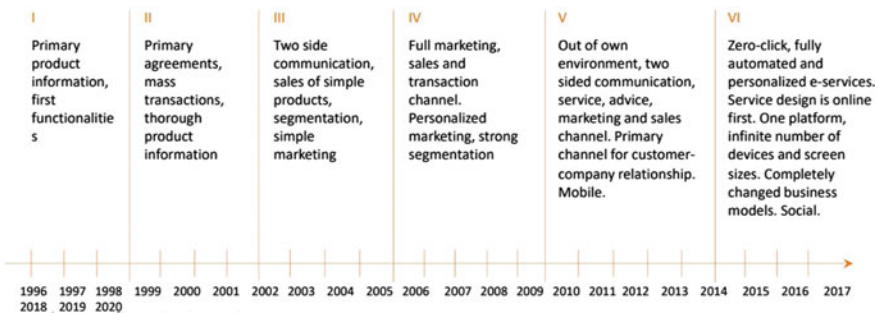 I
Primary
product
information,
first
functionalitie
s
II
Primary
agreements,
mass
transactions,
thorough
product
information
III
Two side
communication,
sales of simple
products,
segmentation,
simple
marketing
IV
Full marketing,
sales and
transaction
channel.
Personalized
marketing, strong
segmentation
V
Out of own
environment, two
sided communication,
service, advice,
marketing and sales
channel. Primary
channel for customer-
company relationship.
Mobile.
VI
Zero-click, fully
automated and
personalized e-services.
Service design is online
first. One platform,
infinite number of
devices and screen
sizes. Completely
changed business
models. Social.
1996 1997 1998 1999 2000 2001 2002 2003 2004 2005 2006 2007 2008 2009 2010 2011 2012 2013 2014 2015 2016 2017
2018 2019 2020